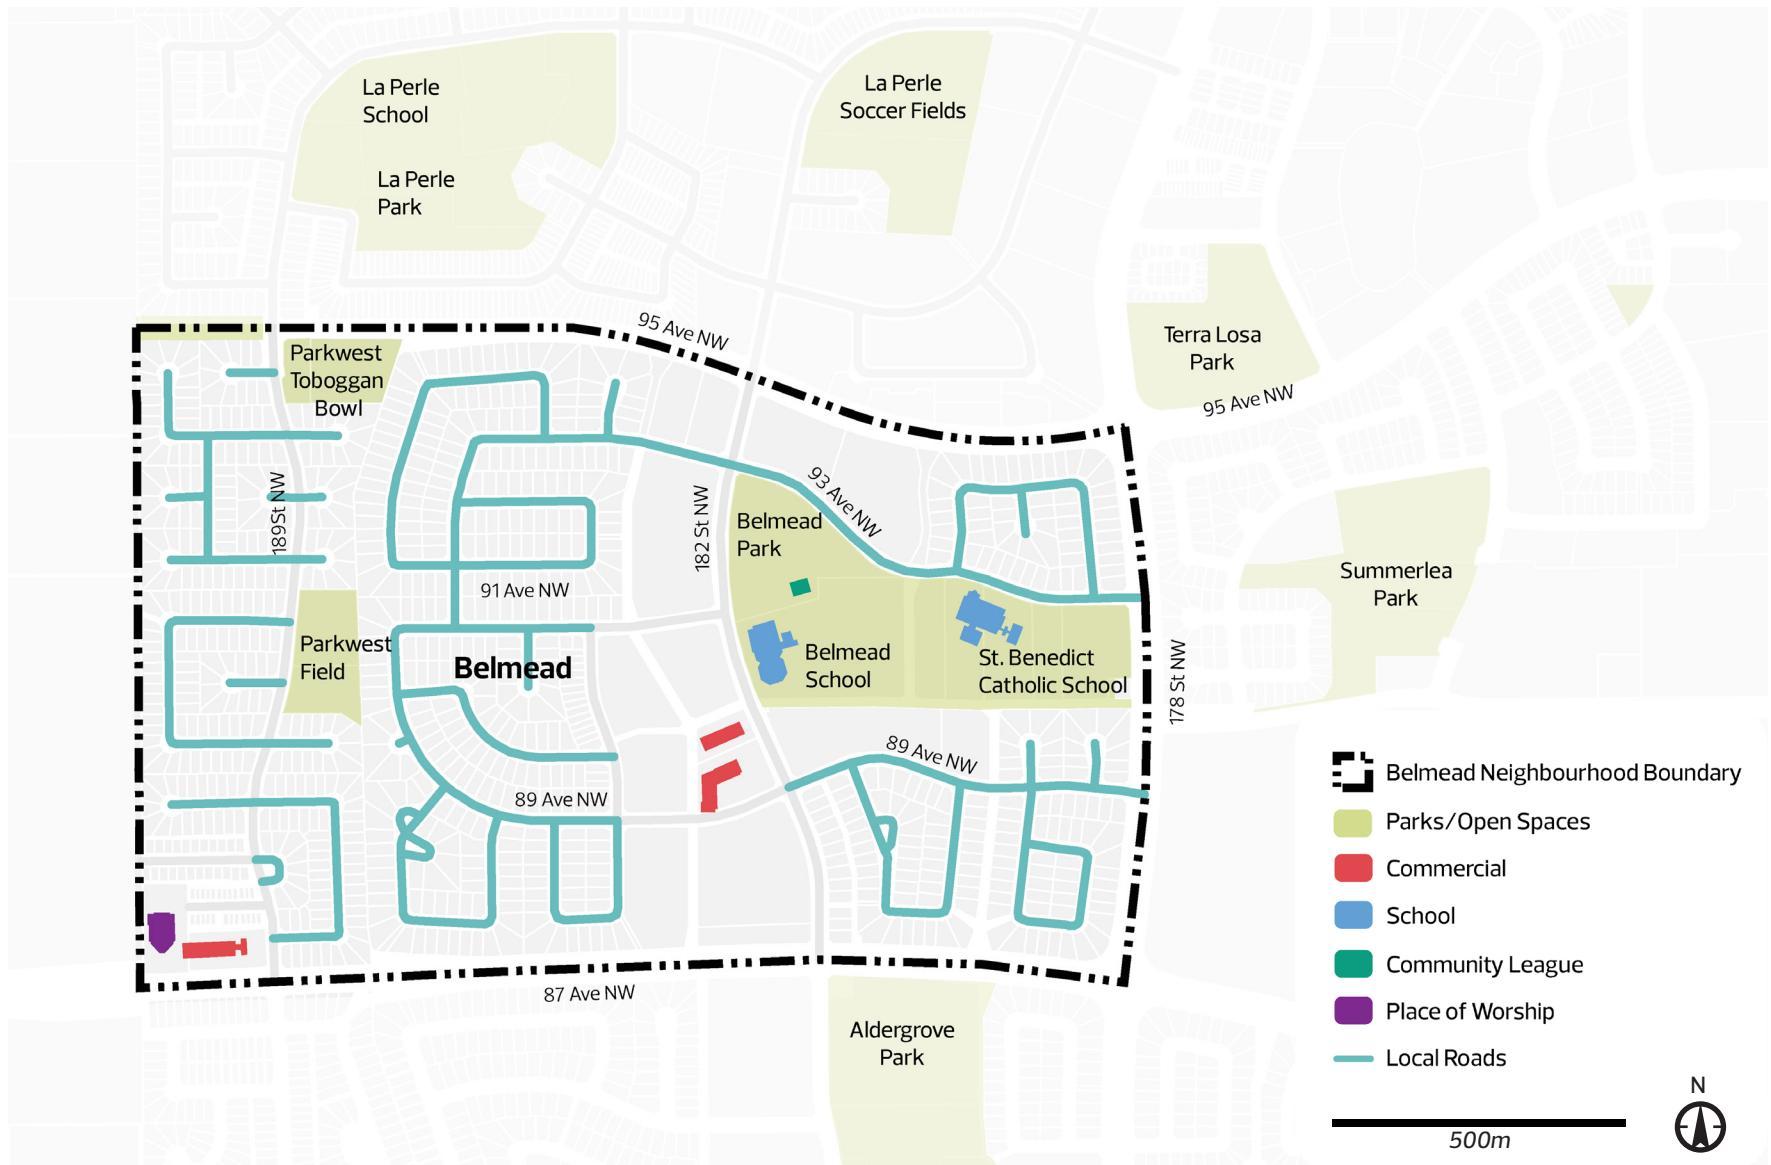 La Perle
School
La Perle
Park
La Perle
Soccer Fields
95 Ave NW
Terra Losa
Park
95 Ave NW
Parkwest
Toboggan
Bowl
189St NW
182 St NW
93 Ave NW
Belmead
Park
91 Ave NW
Summerlea
Park
Parkwest
Field
Belmead
Belmead
School
St. Benedict
Catholic School
178 St NW
89 Ave NW
89 Ave NW
87 Ave NW
Aldergrove
Park
Belmead Neighbourhood Boundary
Parks/Open Spaces
Commercial
School
Community League
Place of Worship
Local Roads
N
500m